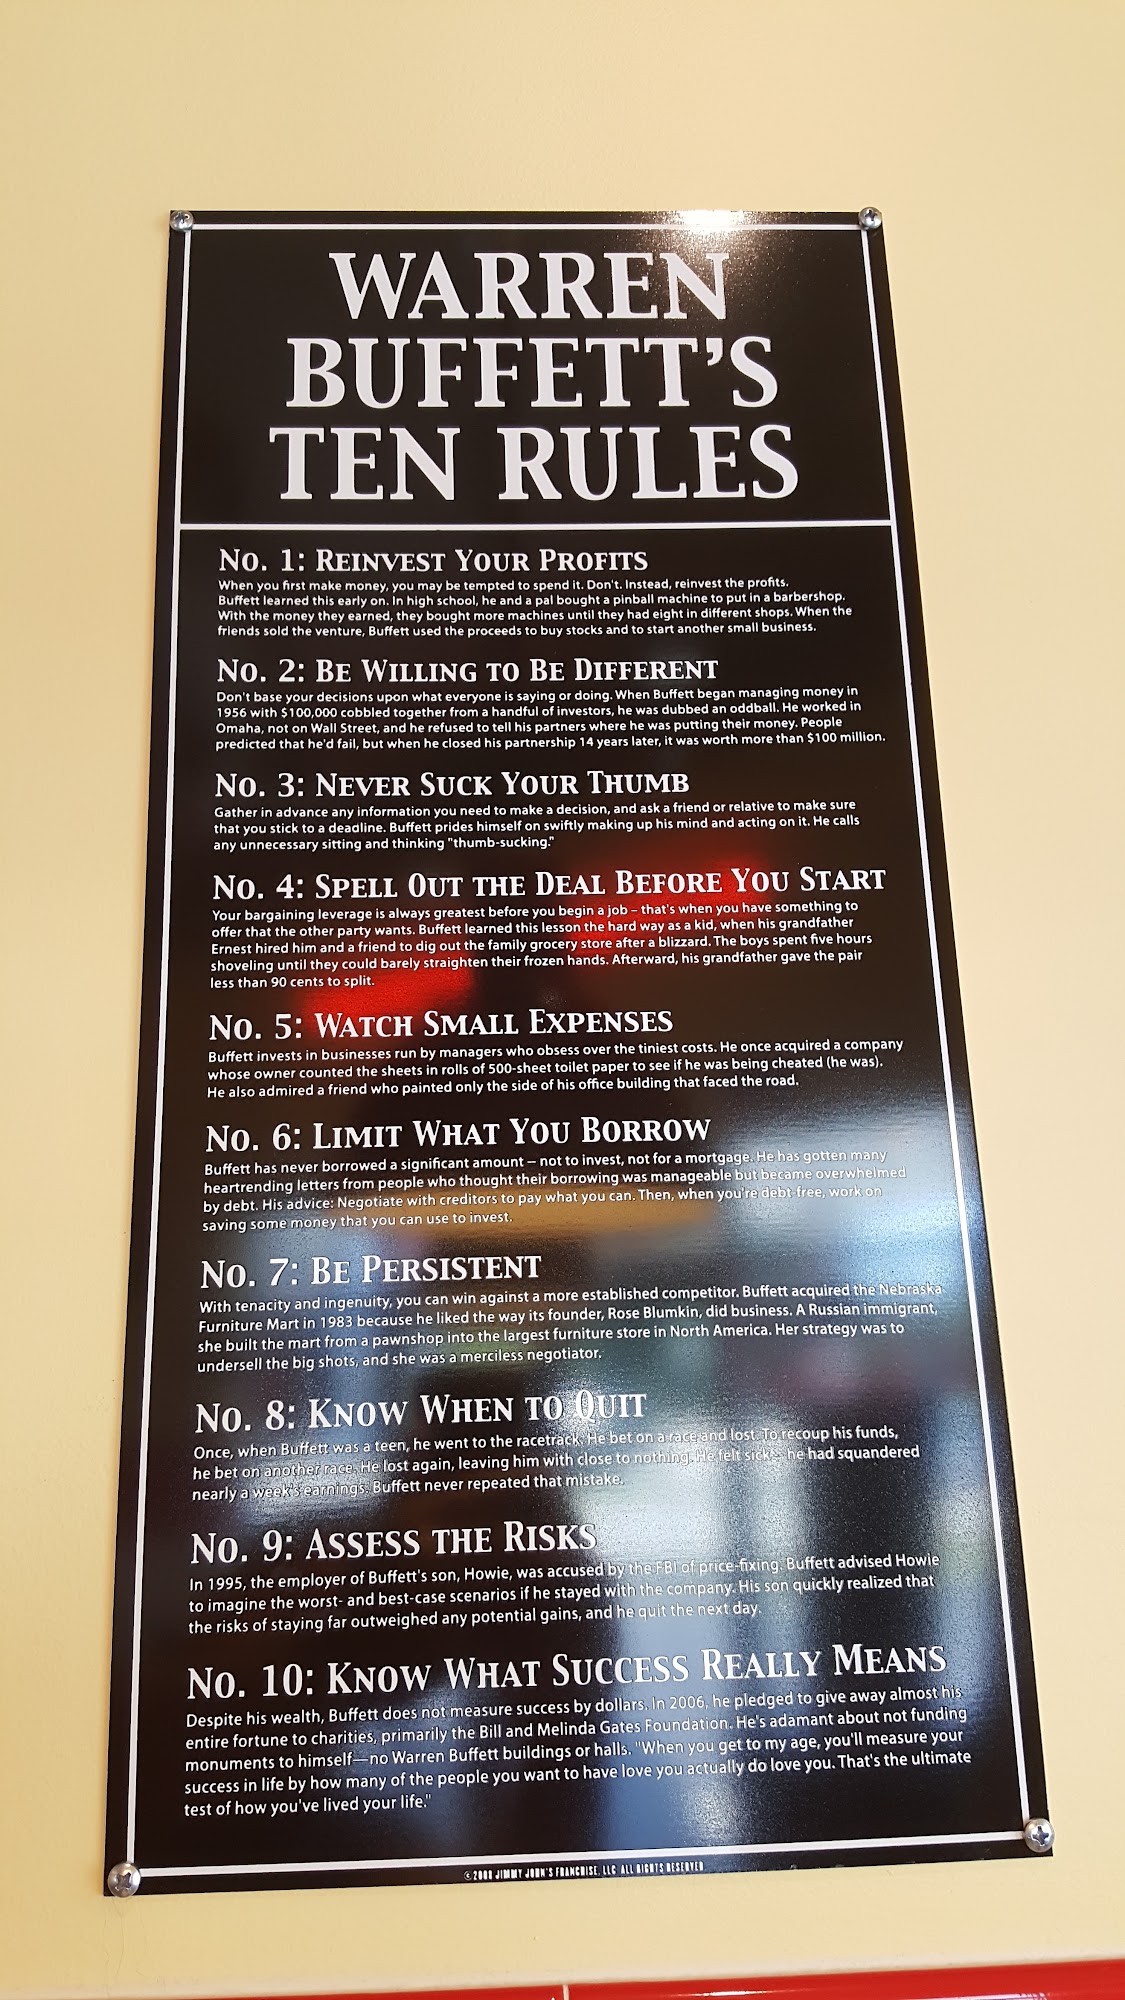 WARREN
BUFFETT'S
TEN RULES
No. 1: Reinvest Your Profits
When you first make money, you may be tempted to spend it. Don't. Instead, reinvest the profits.
Buffett learned this early on. In high school, he and a pal bought a pinball machine to put in a barbershop.
With the money they earned, they bought more machines until they had eight in different shops. When the
friends sold the venture, Buffett used the proceeds to buy stocks and to start another small business.
No. 2: Be Willing to Be Different
Don't base your decisions upon what everyone is saying or doing. When Buffett began managing money in
1956 with $100,000 cobbled together from a handful of investors, he was dubbed an oddball. He worked in
Omaha, not on Wall Street, and he refused to tell his partners where he was putting their money. People
predicted that he'd fail, but when he closed his partnership 14 years later, it was worth more than $100 million.
No. 3: Never Suck Your Thumb
Gather in advance any information you need to make a decision, and ask a friend or relative to make sure
that you stick to a deadline. Buffett prides himself on swiftly making up his mind and acting on it. He calls
any unnecessary sitting and thinking "thumb-sucking."
No. 4: Spell Out the Deal Before You Start
Your bargaining leverage is always greatest before you begin a job – that's when you have something to
offer that the other party wants. Buffett learned this lesson the hard way as a kid, when his grandfather
Ernest hired him and a friend to dig out the family grocery store after a blizzard. The boys spent five hours
shoveling until they could barely straighten their frozen hands. Afterward, his grandfather gave the pair
less than 90 cents to split.
No. 5: Watch Small Expenses
Buffett invests in businesses run by managers who obsess over the tiniest costs. He once acquired a company
whose owner counted the sheets in rolls of 500-sheet toilet paper to see if he was being cheated (he was).
He also admired a friend who painted only the side of his office building that faced the road.
No. 6: Limit What You Borrow
Buffett has never borrowed a significant amount – not to invest, not for a mortgage. He has gotten many
heartrending letters from people who thought their borrowing was manageable but became overwhelmed
by debt. His advice: Negotiate with creditors to pay what you can. Then, when you're debt-free, work on
saving some money that you can use to invest.
No. 7: Be Persistent
With tenacity and ingenuity, you can win against a more established competitor. Buffett acquired the Nebraska
Furniture Mart in 1983 because he liked the way its founder, Rose Blumkin, did business. A Russian immigrant,
she built the mart from a pawnshop into the largest furniture store in North America. Her strategy was to
undersell the big shots, and she was a merciless negotiator.
No. 8: Know When to Quit
Once, when Buffett was a teen, he went to the racetrack. He bet on a race and lost. To recoup his funds,
he bet on another race. He lost again, leaving him with close to nothing. He felt sick – he had squandered
nearly a week's earnings. Buffett never repeated that mistake.
No. 9: Assess the Risks
In 1995, the employer of Buffett's son, Howie, was accused by the FBI of price-fixing. Buffett advised Howie
to imagine the worst- and best-case scenarios if he stayed with the company. His son quickly realized that
the risks of staying far outweighed any potential gains, and he quit the next day.
No. 10: Know What Success Really Means
Despite his wealth, Buffett does not measure success by dollars. In 2006, he pledged to give away almost his
entire fortune to charities, primarily the Bill and Melinda Gates Foundation. He's adamant about not funding
monuments to himself—no Warren Buffett buildings or halls. "When you get to my age, you'll measure your
success in life by how many of the people you want to have love you actually do love you. That's the ultimate
test of how you've lived your life."
© JIMMY JOHN'S FRANCHISE, LLC ALL RIGHTS RESERVED